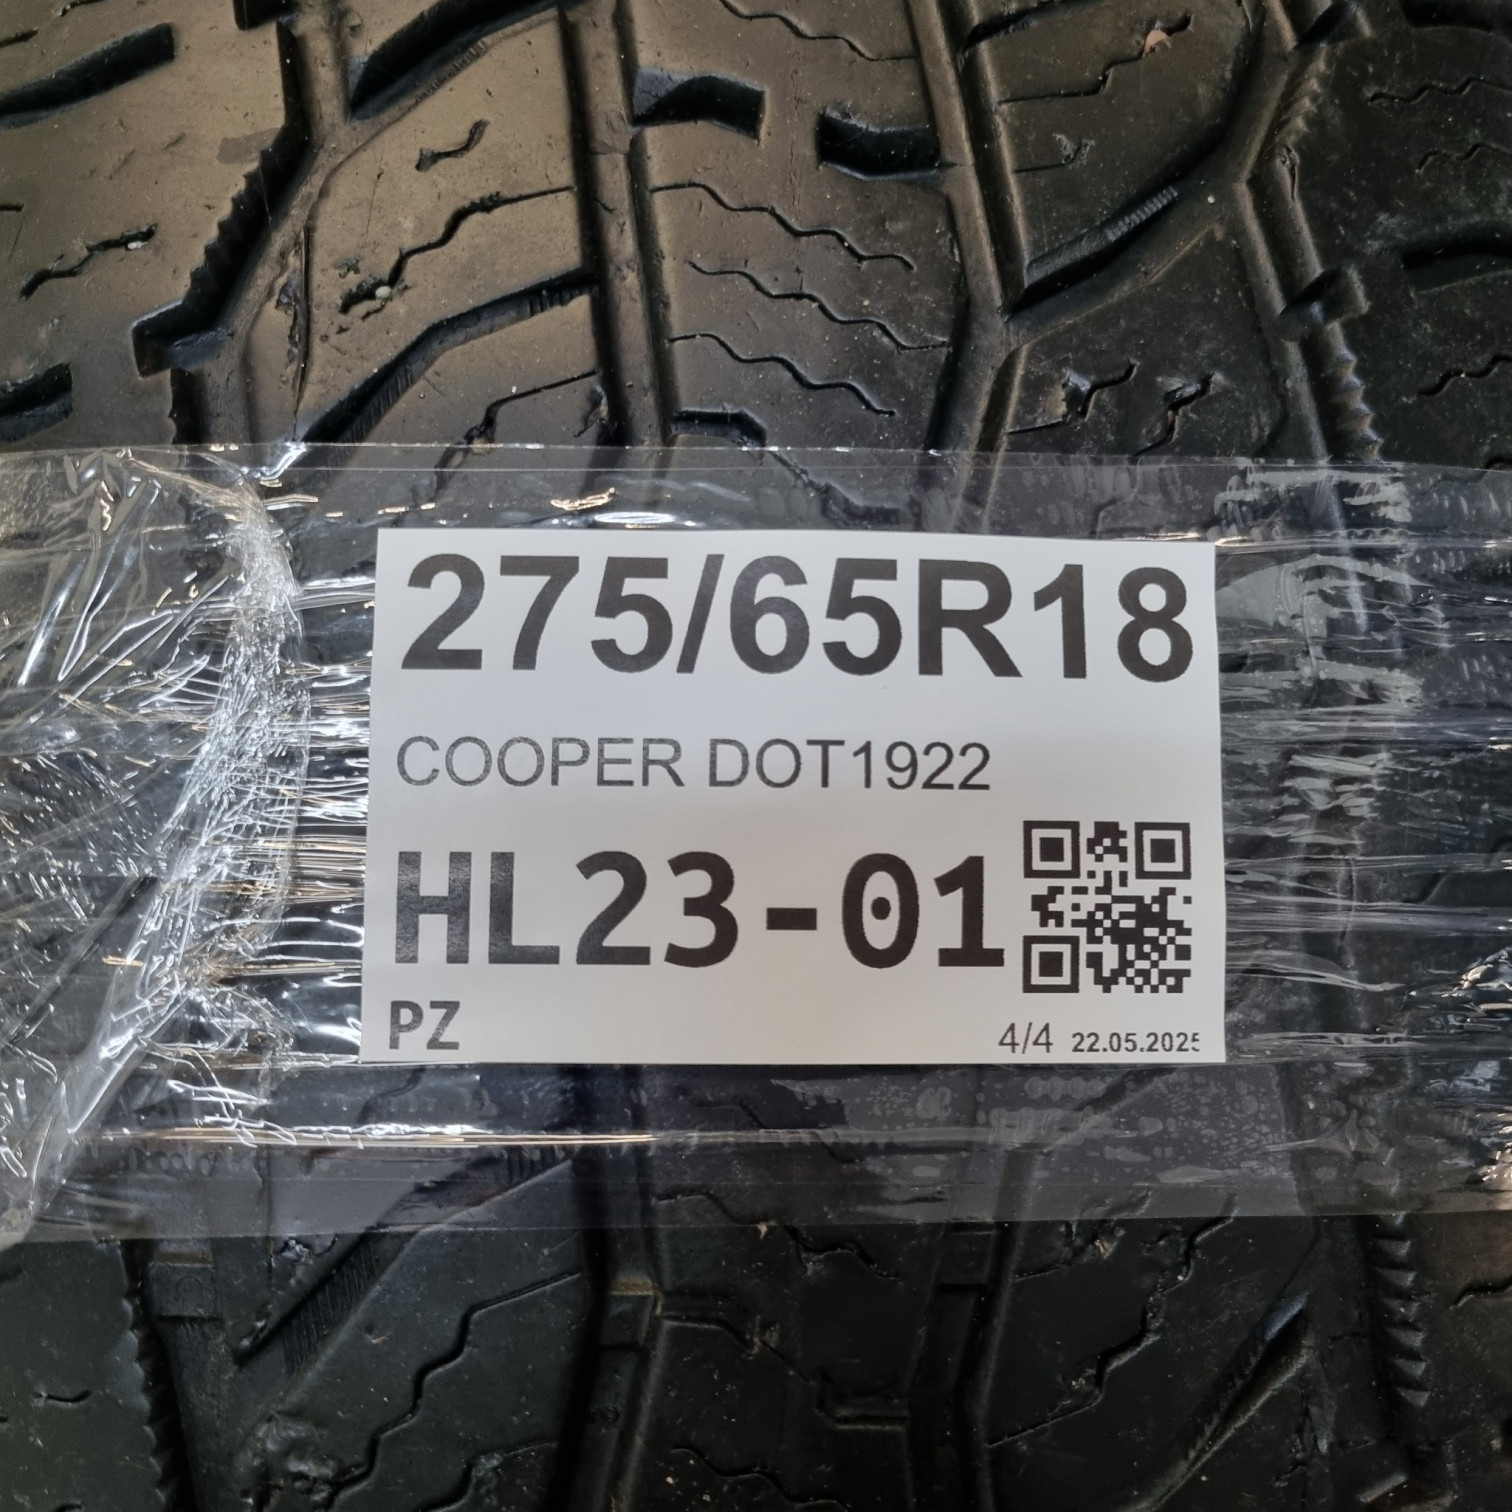 275/65R18
COOPER DOT1922
HL23-01
PZ 4/4 22.05.2025